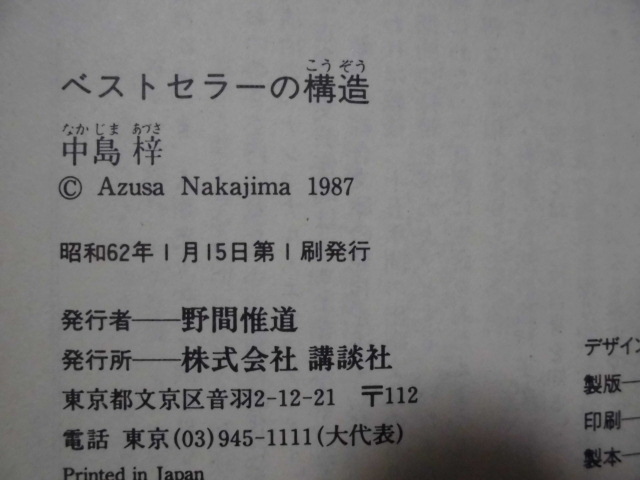 こうぞう
ベストセラーの構造
なかじま あづさ
中島 梓
© Azusa Nakajima 1987
昭和62年1月15日第1刷発行
発行者──野間惟道
発行所──株式会社 講談社
東京都文京区音羽2-12-21 〒112
電話 東京(03)945-1111(大代表)
Printed in Japan
デザイン
製版─
印刷─
製本─